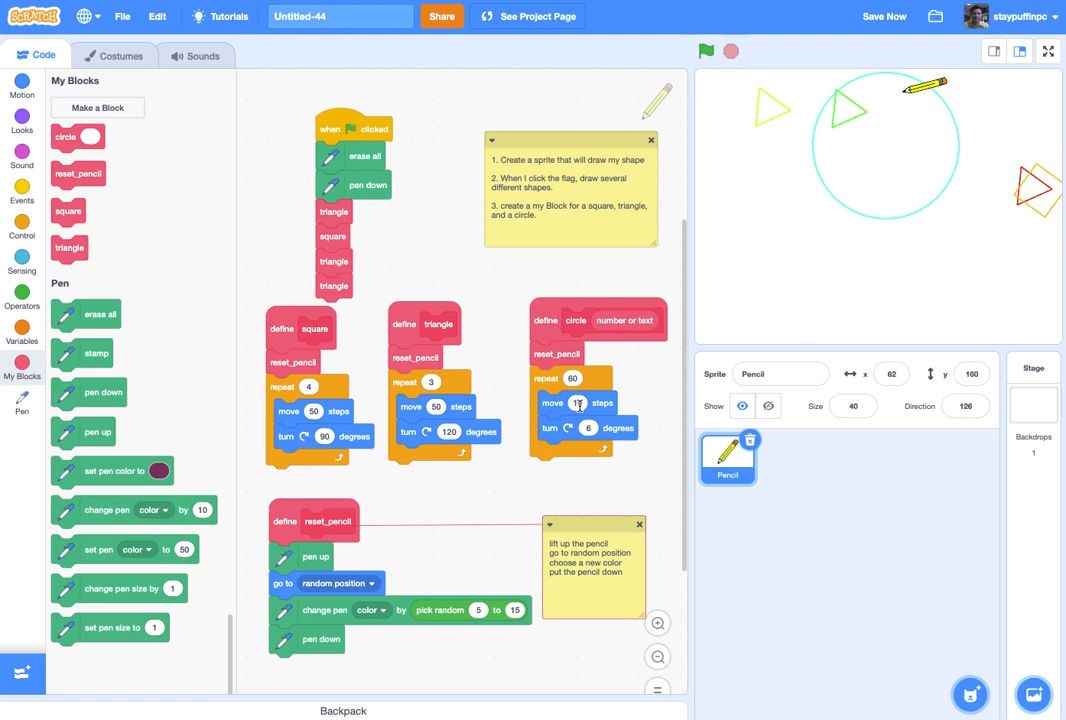 SCRATCH
File
Edit
Tutorials
Untitled-44
Share
See Project Page
Save Now
staypuffinpc
Code
Costumes
Sounds
Motion
Looks
Sound
Events
Control
Sensing
Operators
Variables
My Blocks
Pen
My Blocks
Make a Block
circle
reset_pencil
square
triangle
Pen
erase all
stamp
pen down
pen up
set pen color to
change pen color by 10
set pen color to 50
change pen size by 1
set pen size to 1
when clicked
erase all
pen down
triangle
square
triangle
triangle
1. Create a sprite that will draw my shape
2. When I click the flag, draw several
different shapes.
3. create a my Block for a square, triangle,
and a circle.
define square
reset_pencil
repeat 4
move 50 steps
turn 90 degrees
define triangle
reset_pencil
repeat 3
move 50 steps
turn 120 degrees
define circle number or text
reset_pencil
repeat 60
move steps
turn 6 degrees
define reset_pencil
pen up
go to random position
change pen color by pick random 5 to 15
pen down
lift up the pencil
go to random position
choose a new color
put the pencil down
Backpack
Sprite
Pencil
x 62
y 160
Show
Size 40
Direction 126
Pencil
Stage
Backdrops
1